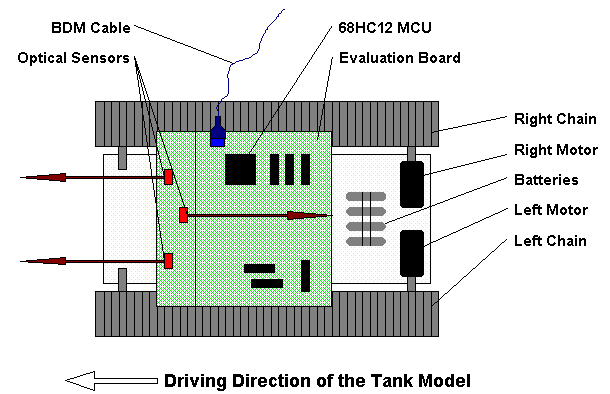 BDM Cable
68HC12 MCU
Optical Sensors
Evaluation Board
Right Chain
Right Motor
Batteries
Left Motor
Left Chain
Driving Direction of the Tank Model